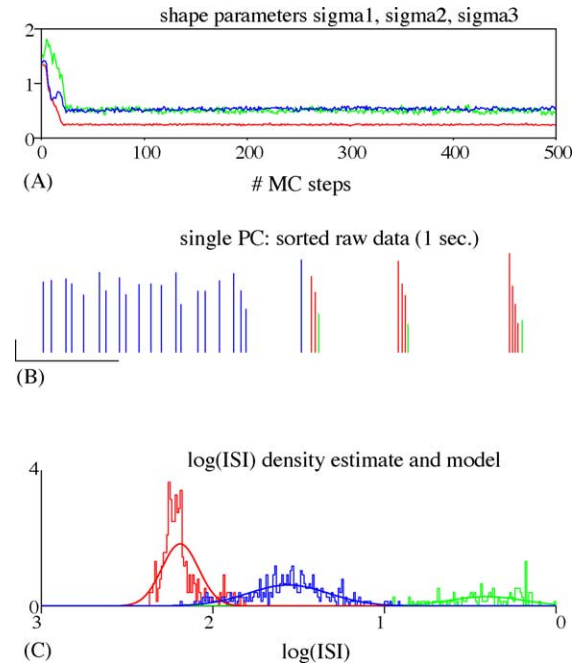 shape parameters sigma1, sigma2, sigma3
2
1
0
0 100 200 300 400 500
(A) # MC steps
single PC: sorted raw data (1 sec.)
(B)
log(ISI) density estimate and model
4
0
3 2 1 0
(C) log(ISI)